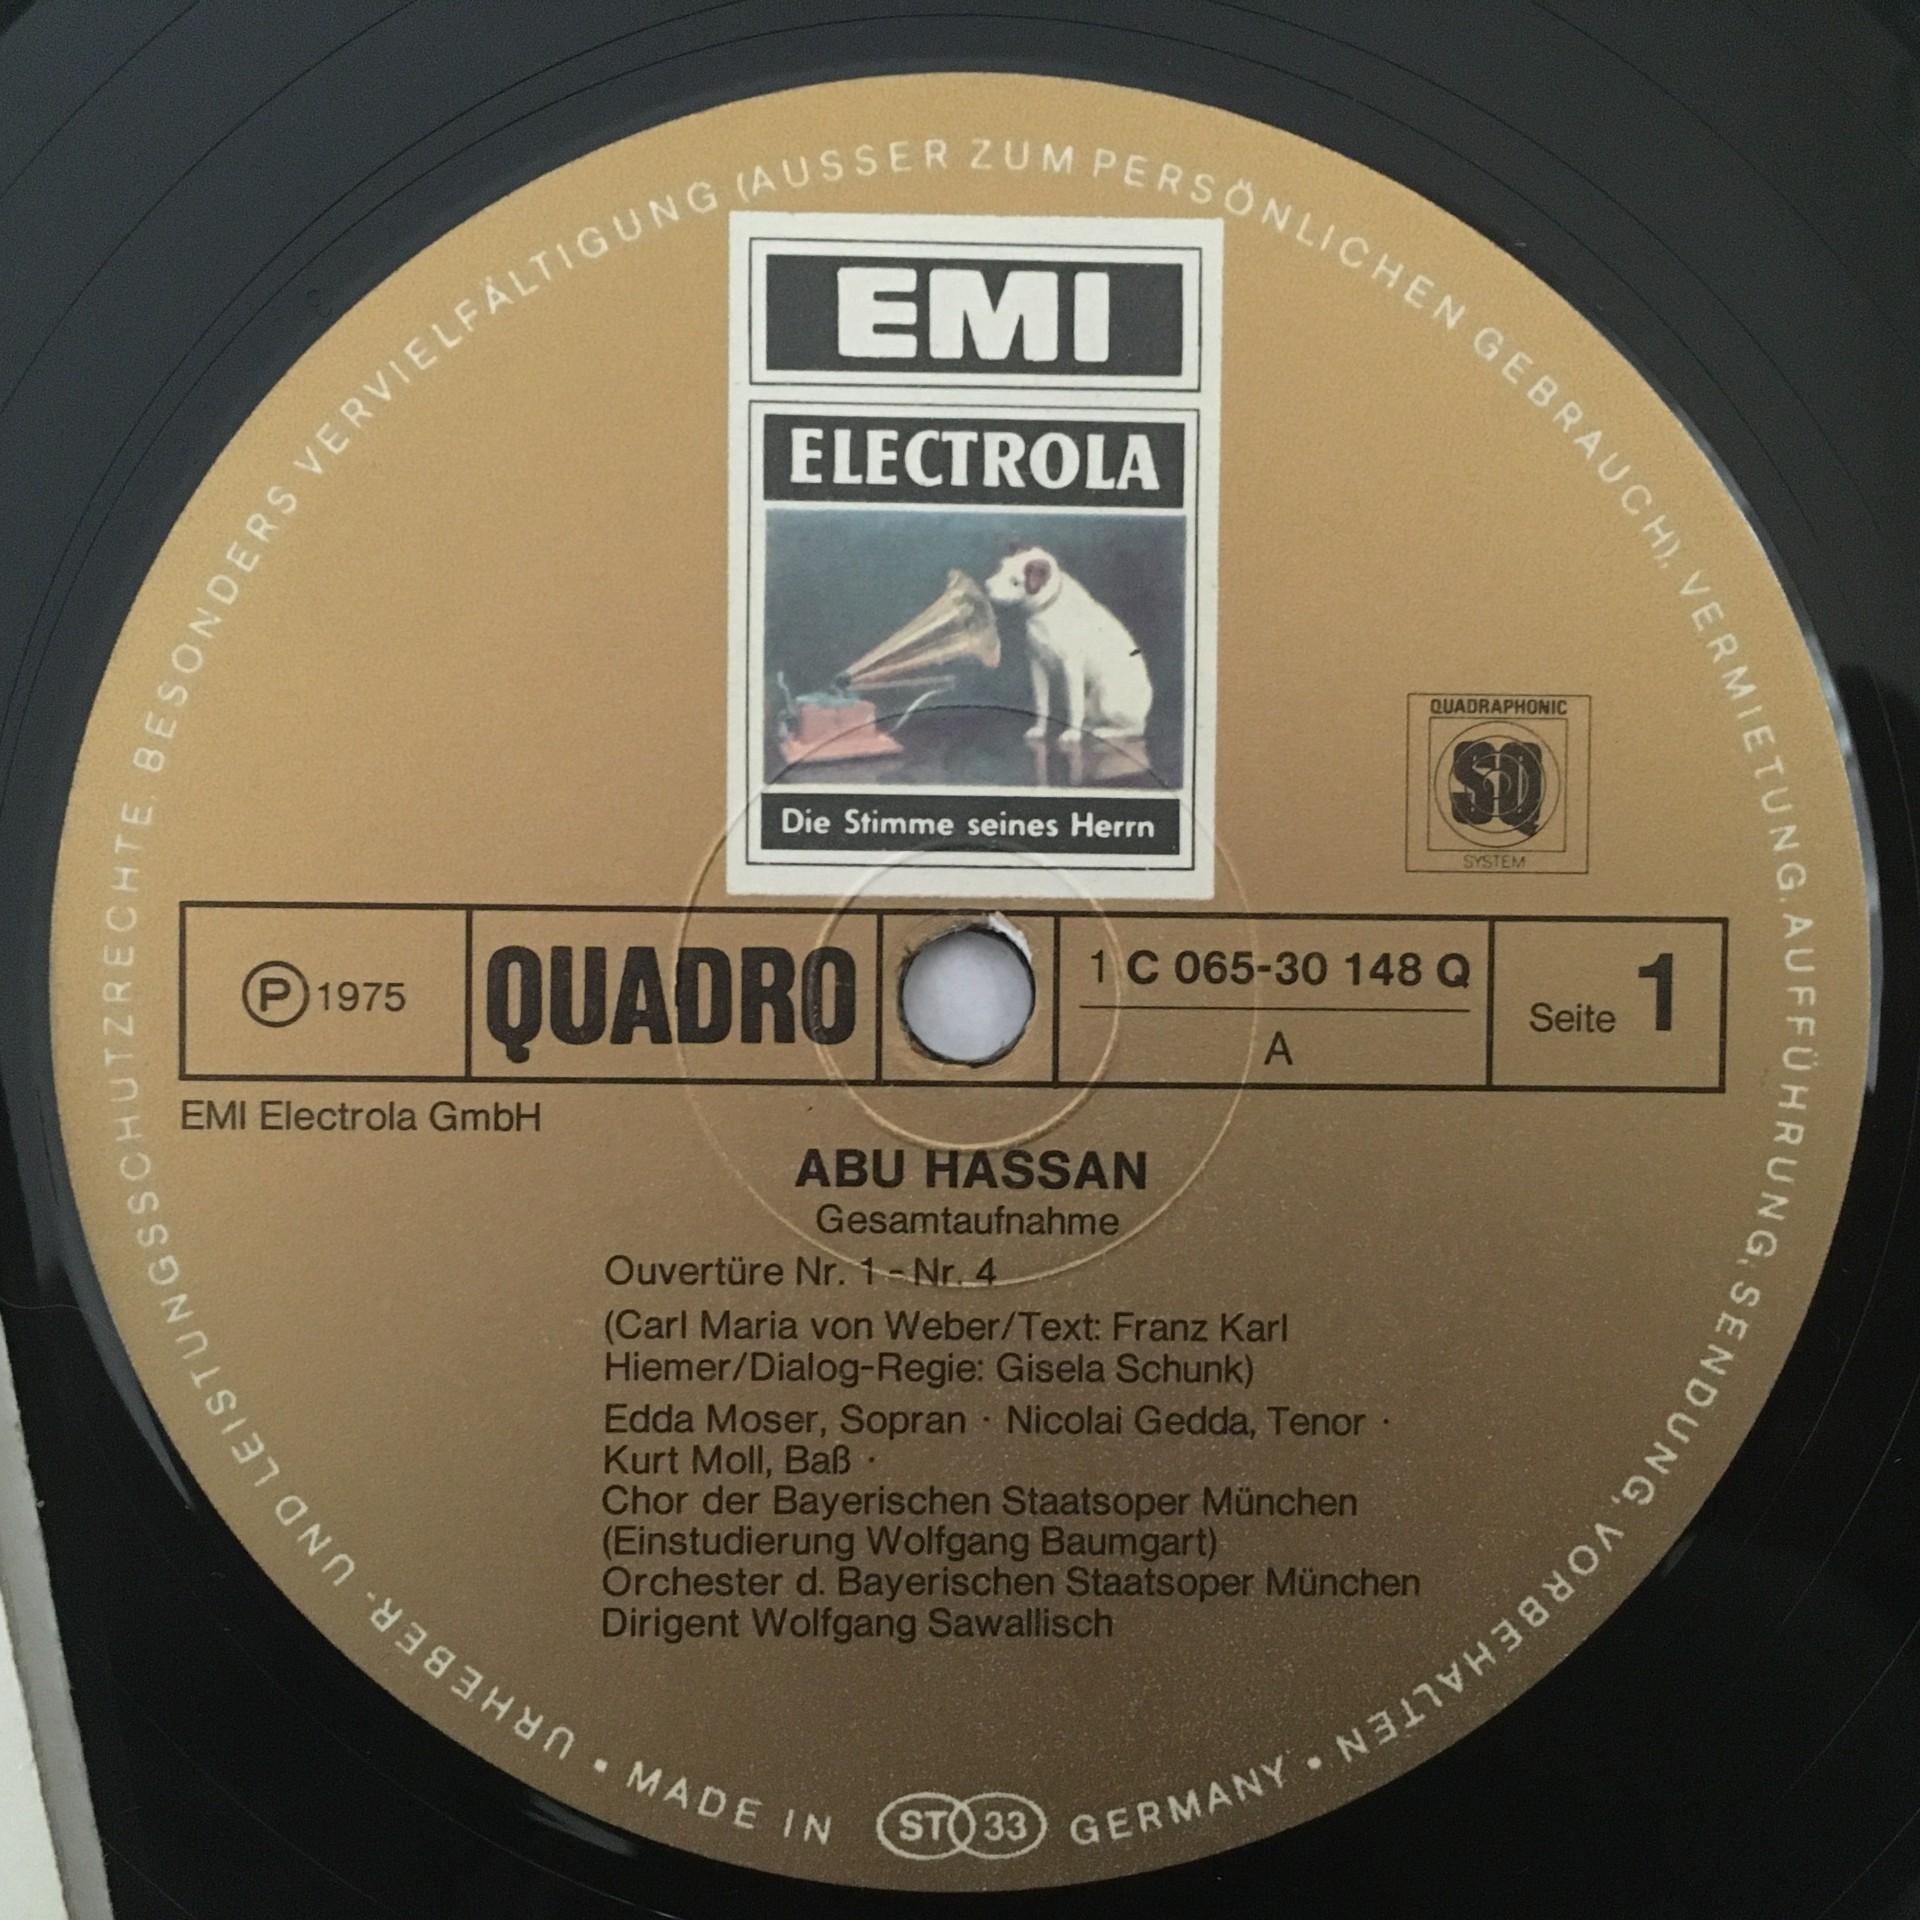 URHEBER- UND LEISTUNGSSCHUTZRECHTE, BESONDERS VERVIELFÄLTIGUNG (AUSSER ZUM PERSÖNLICHEN GEBRAUCH), VERMIETUNG, AUFFÜHRUNG, SENDUNG, VORBEHALTEN
EMI
ELECTROLA
Die Stimme seines Herrn
QUADRAPHONIC
SQ
SYSTEM
Ⓟ 1975
QUADRO
1 C 065-30 148 Q
A
Seite 1
EMI Electrola GmbH
ABU HASSAN
Gesamtaufnahme
Ouvertüre Nr. 1 - Nr. 4
(Carl Maria von Weber/Text: Franz Karl
Hiemer/Dialog-Regie: Gisela Schunk)
Edda Moser, Sopran · Nicolai Gedda, Tenor ·
Kurt Moll, Baß ·
Chor der Bayerischen Staatsoper München
(Einstudierung Wolfgang Baumgart)
Orchester d. Bayerischen Staatsoper München
Dirigent Wolfgang Sawallisch
• MADE IN ST 33 GERMANY •